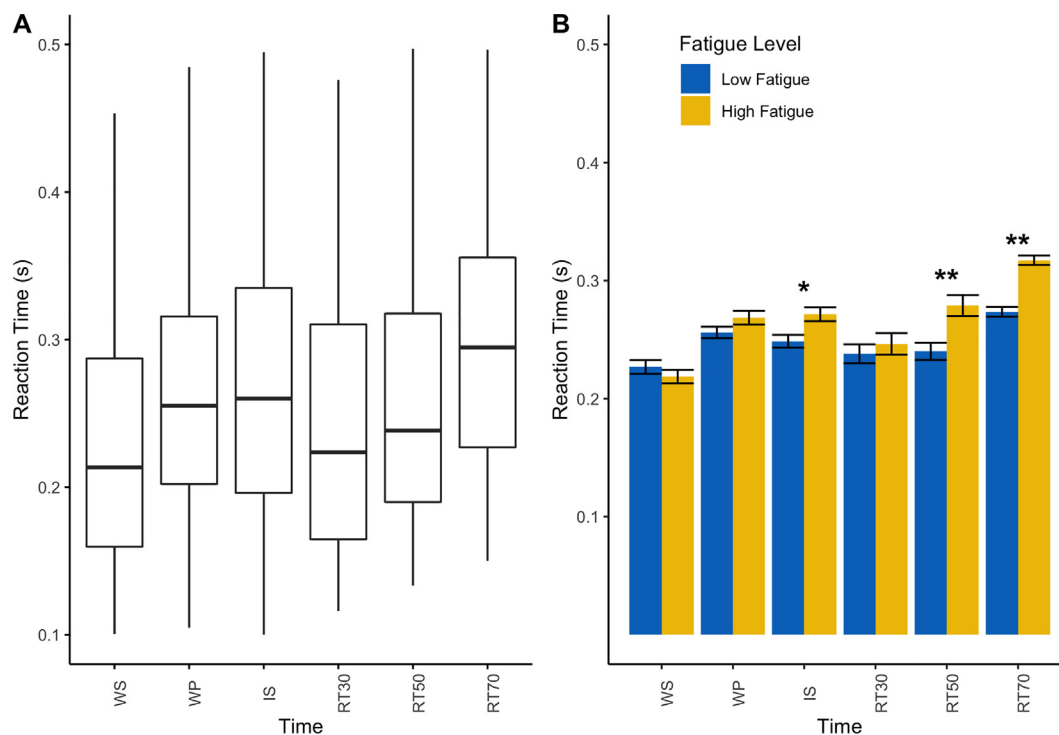 A
Reaction Time (s)
0.5
0.4
0.3
0.2
0.1
WS
WP
IS
RT30
RT50
RT70
Time
B
Reaction Time (s)
Fatigue Level
Low Fatigue
High Fatigue
0.5
0.4
0.3
0.2
0.1
*
**
**
WS
WP
IS
RT30
RT50
RT70
Time